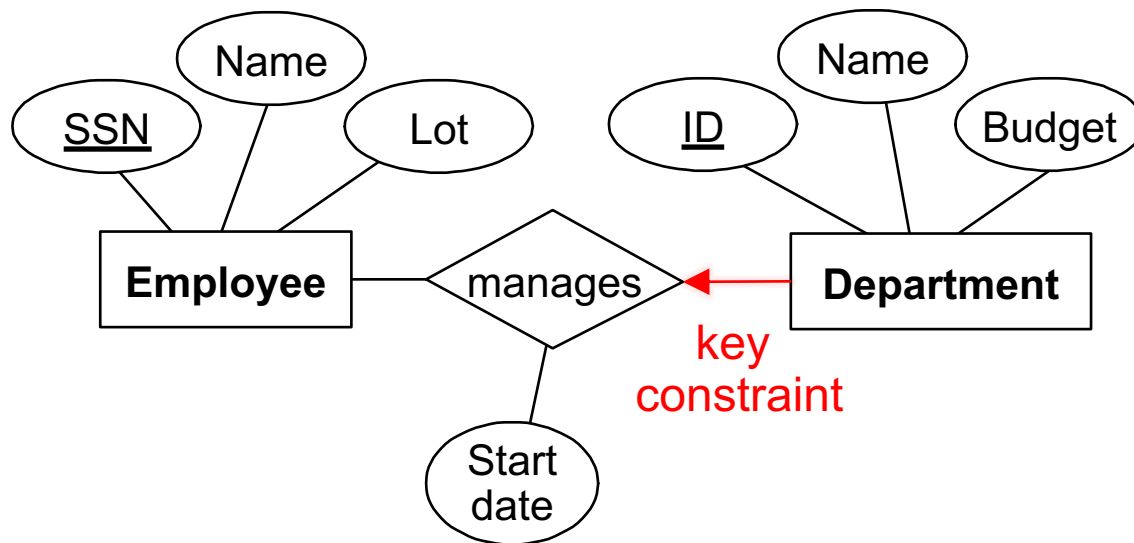 Name
SSN
Lot
Name
ID
Budget
Employee
manages
Department
key
constraint
Start
date